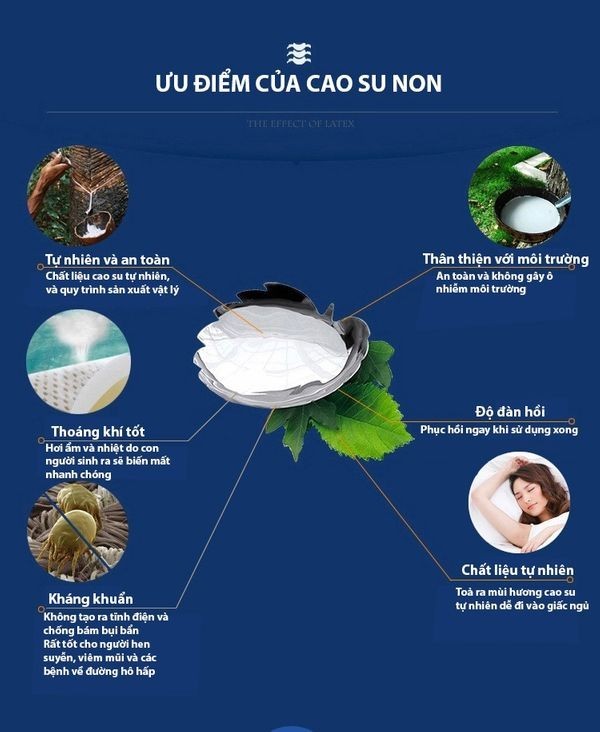 ƯU ĐIỂM CỦA CAO SU NON
THE EFFECT OF LATEX
Tự nhiên và an toàn
Chất liệu cao su tự nhiên,
và quy trình sản xuất vật lý
Thân thiện với môi trường
An toàn và không gây ô
nhiễm môi trường
Thoáng khí tốt
Hơi ẩm và nhiệt do con
người sinh ra sẽ biến mất
nhanh chóng
Độ đàn hồi
Phục hồi ngay khi sử dụng xong
Kháng khuẩn
Không tạo ra tĩnh điện và
chống bám bụi bẩn
Rất tốt cho người hen
suyễn, viêm mũi và các
bệnh về đường hô hấp
Chất liệu tự nhiên
Toả ra mùi hương cao su
tự nhiên dễ đi vào giấc ngủ